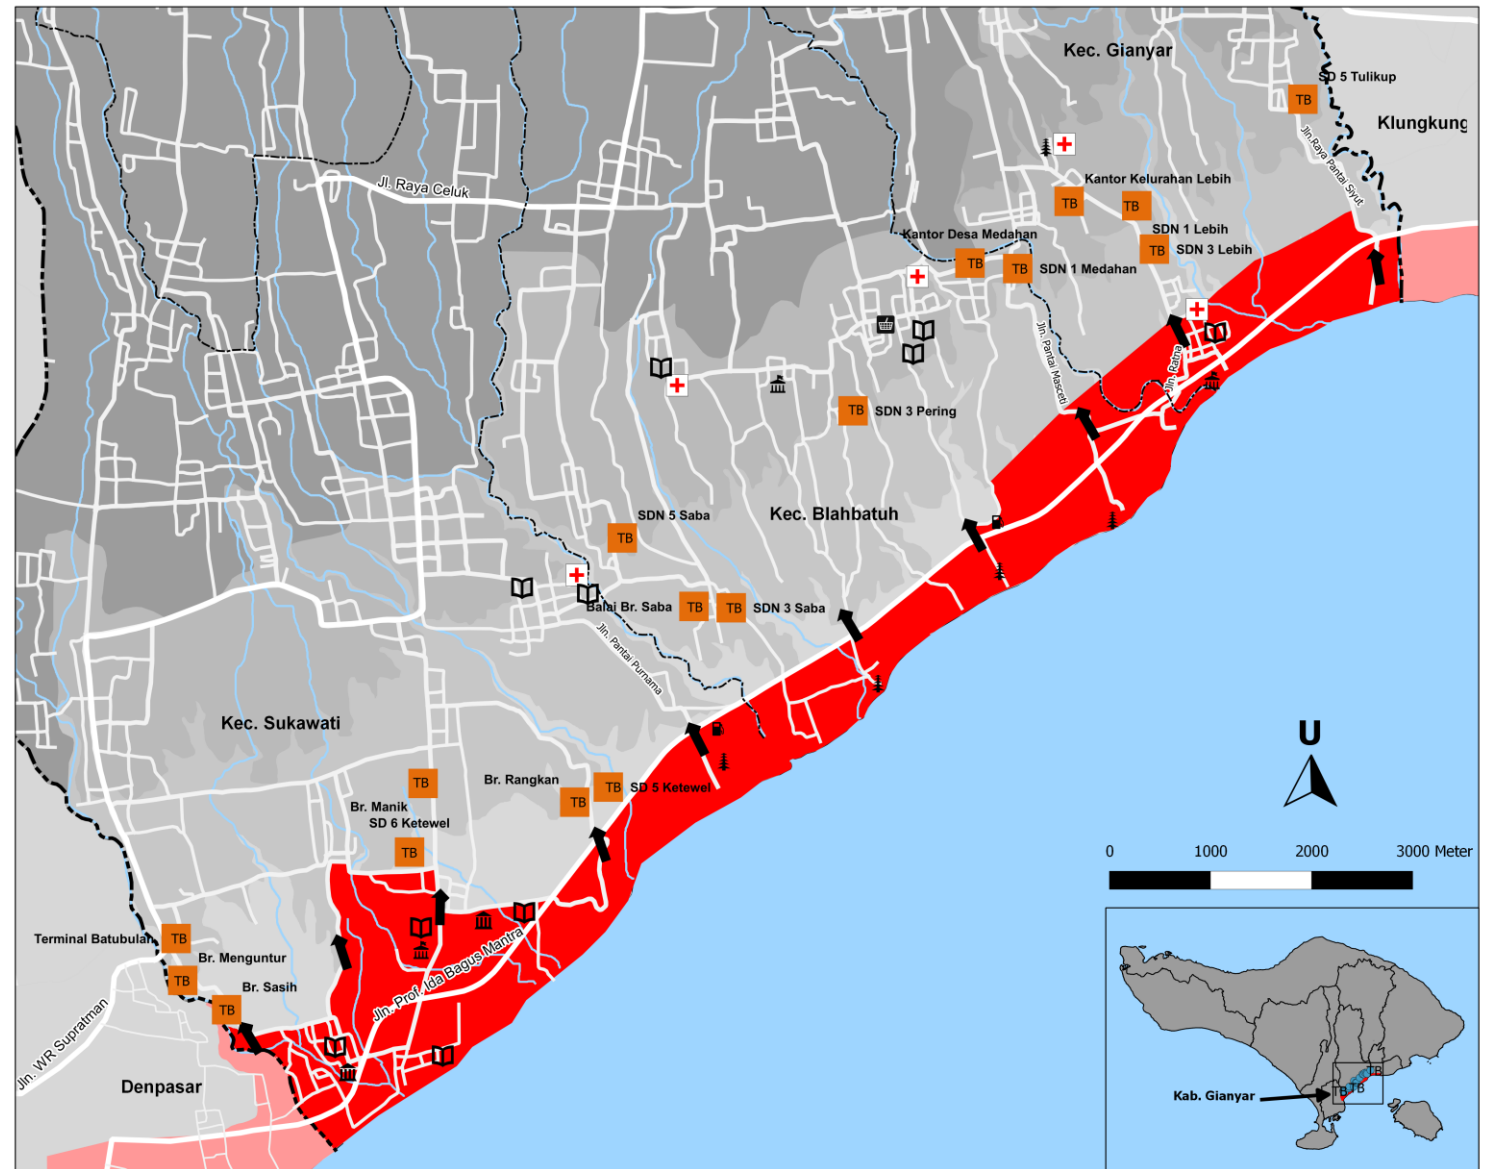 Kec. Gianyar
SD 5 Tulikup
TB
Klungkung
Jln.Raya Pantai Siyut
Jl. Raya Celuk
Kantor Kelurahan Lebih
TB
TB
SDN 1 Lebih
Kantor Desa Medahan
TB
SDN 3 Lebih
TB
TB
SDN 1 Medahan
Jln. Pantai Masceti
Jln. Ratna
TB
SDN 3 Pering
SDN 5 Saba
TB
Kec. Blahbatuh
Balai Br. Saba
TB
TB
SDN 3 Saba
Jln. Pantai Purnama
Kec. Sukawati
U
TB
Br. Rangkan
TB
SD 5 Ketewel
TB
Br. Manik
SD 6 Ketewel
TB
0 1000 2000 3000 Meter
Terminal Batubulan
TB
Br. Menguntur
TB
Br. Sasih
TB
Jln. Prof. Ida Bagus Mantra
Jln. WR Supratman
Denpasar
TB
TB
TB
Kab. Gianyar